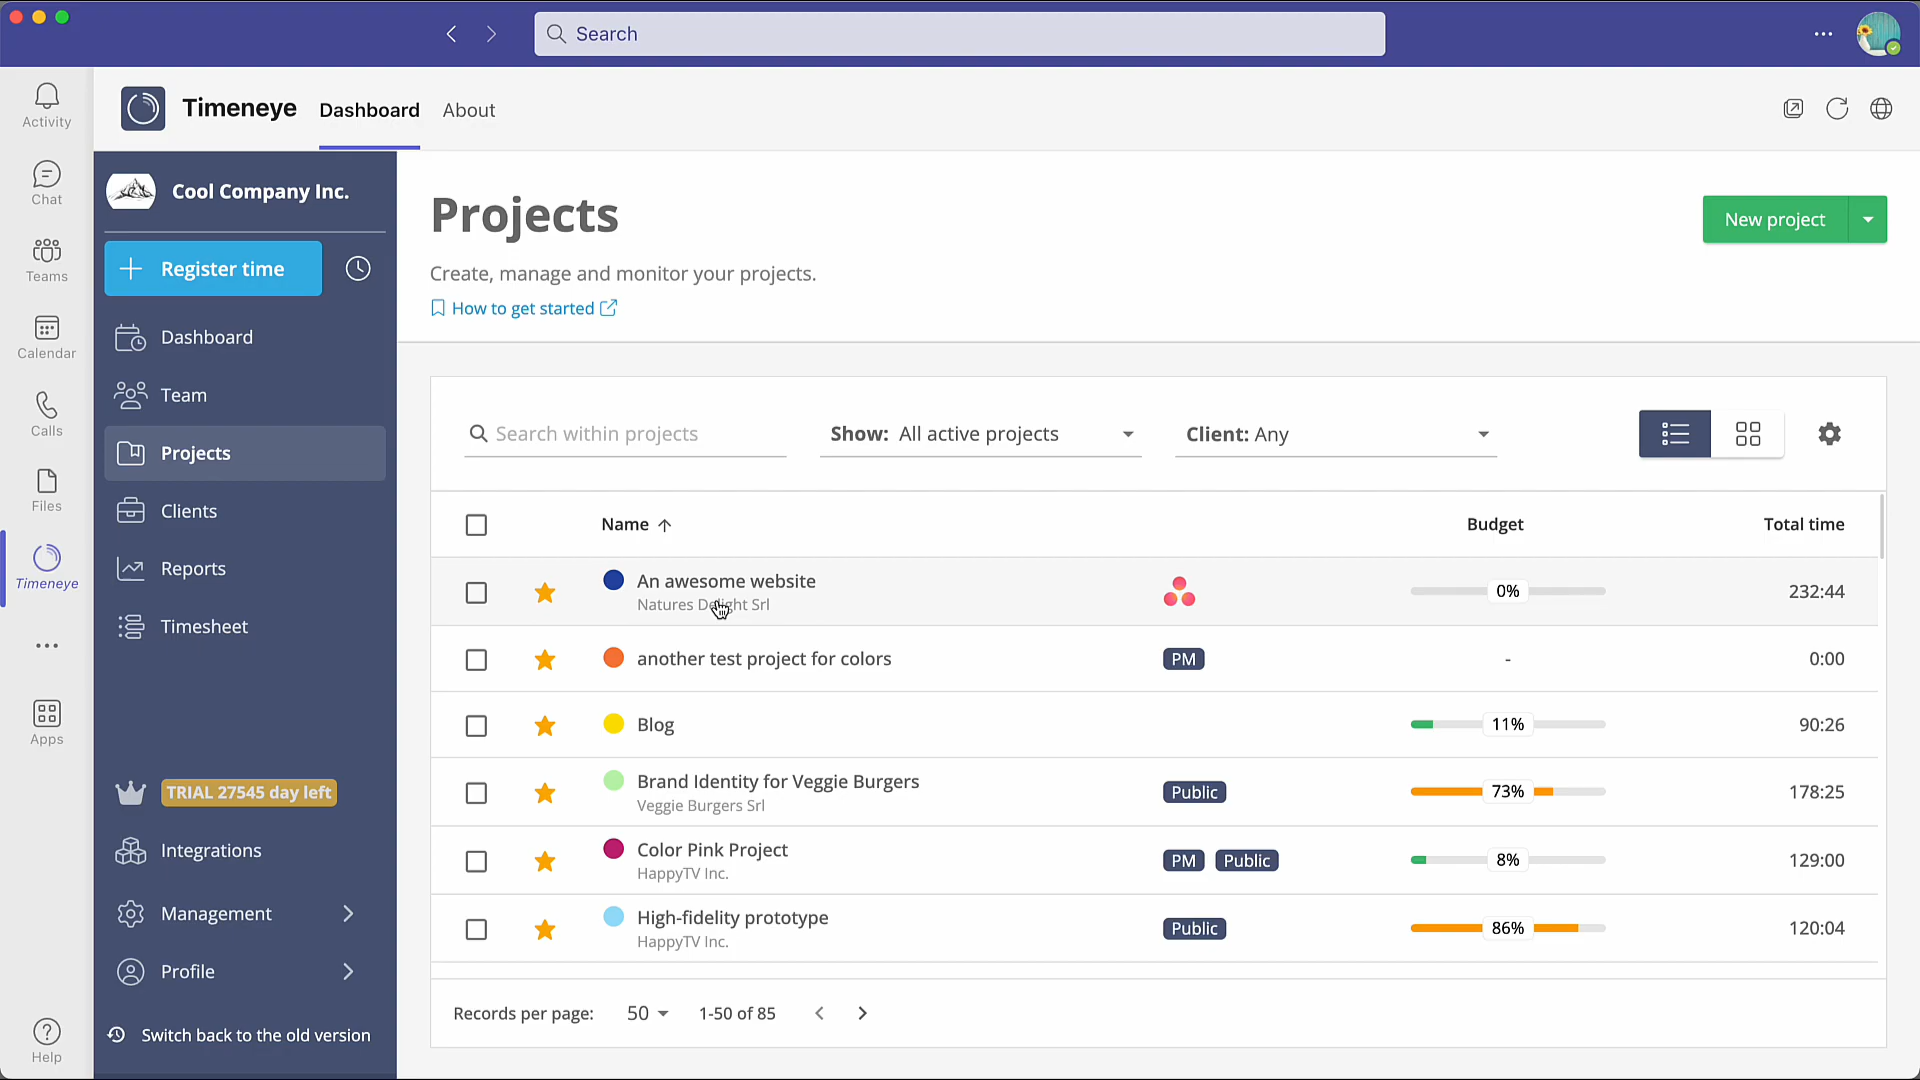 Search
Activity
Chat
Teams
Calendar
Calls
Files
Timeneye
Apps
Help
Timeneye
Dashboard
About
Cool Company Inc.
Register time
Dashboard
Team
Projects
Clients
Reports
Timesheet
TRIAL 27545 day left
Integrations
Management
Profile
Switch back to the old version
Projects
Create, manage and monitor your projects.
How to get started
New project
Search within projects
Show: All active projects
Client: Any
Name Budget Total time
An awesome website 0% 232:44
Natures Delight Srl
another test project for colors PM - 0:00
Blog 11% 90:26
Brand Identity for Veggie Burgers Public 73% 178:25
Veggie Burgers Srl
Color Pink Project PM Public 8% 129:00
HappyTV Inc.
High-fidelity prototype Public 86% 120:04
HappyTV Inc.
Records per page: 50 1-50 of 85